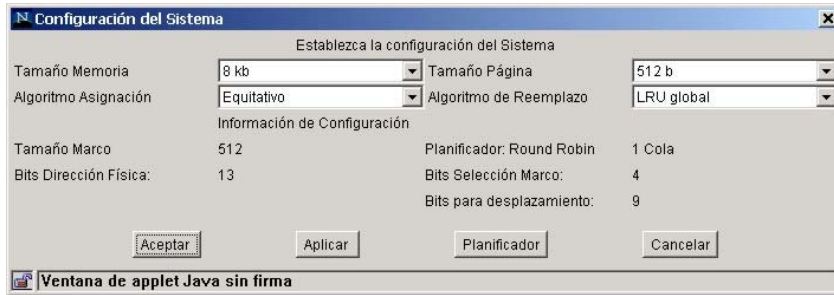 Configuración del Sistema
Establezca la configuración del Sistema
Tamaño Memoria 8 kb Tamaño Página 512 b
Algoritmo Asignación Equitativo Algoritmo de Reemplazo LRU global
Información de Configuración
Tamaño Marco 512 Planificador: Round Robin 1 Cola
Bits Dirección Física: 13 Bits Selección Marco: 4
Bits para desplazamiento: 9
Aceptar Aplicar Planificador Cancelar
Ventana de applet Java sin firma